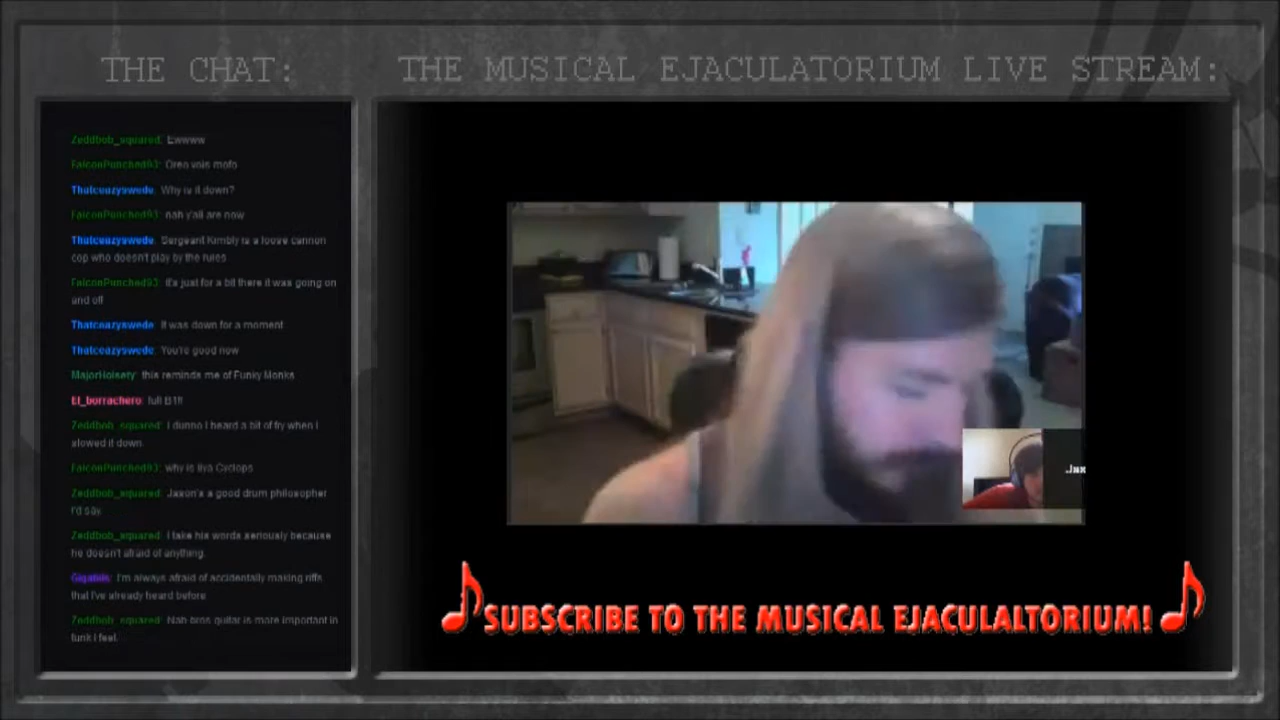 THE CHAT:
THE MUSICAL EJACULATORIUM LIVE STREAM:
Zeddbob_squared: Ewwww
FalconPunched93: Oreo vois mofo
Thatcrazyswede: Why is it down?
FalconPunched93: nah y'all are now
Thatcrazyswede: Sergeant Kimbly is a loose cannon
cop who doesn't play by the rules
FalconPunched93: It's just for a bit there it was going on
and off
Thatcrazyswede: It was down for a moment
Thatcrazyswede: You're good now
MajorHoisety: this reminds me of Funky Monks
El_borrachero: full B1!!
Zeddbob_squared: I dunno I heard a bit of fry when I
slowed it down.
FalconPunched93: why is Ilya Cyclops
Zeddbob_squared: Jaxon's a good drum philosopher
I'd say.
Zeddbob_squared: I take his words seriously because
he doesn't afraid of anything.
I'm always afraid of accidentally making riffs
that I've already heard before
Zeddbob_squared: Nah bros guitar is more important in
funk I feel.
Jax
SUBSCRIBE TO THE MUSICAL EJACULALTORIUM!